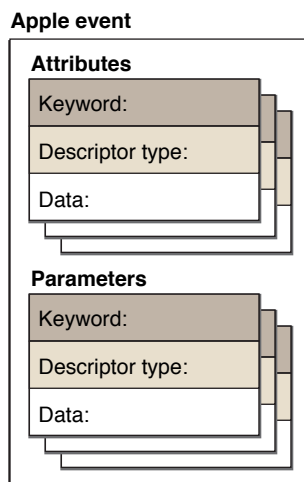 Apple event
Attributes
Keyword:
Descriptor type:
Data:
Parameters
Keyword:
Descriptor type:
Data: